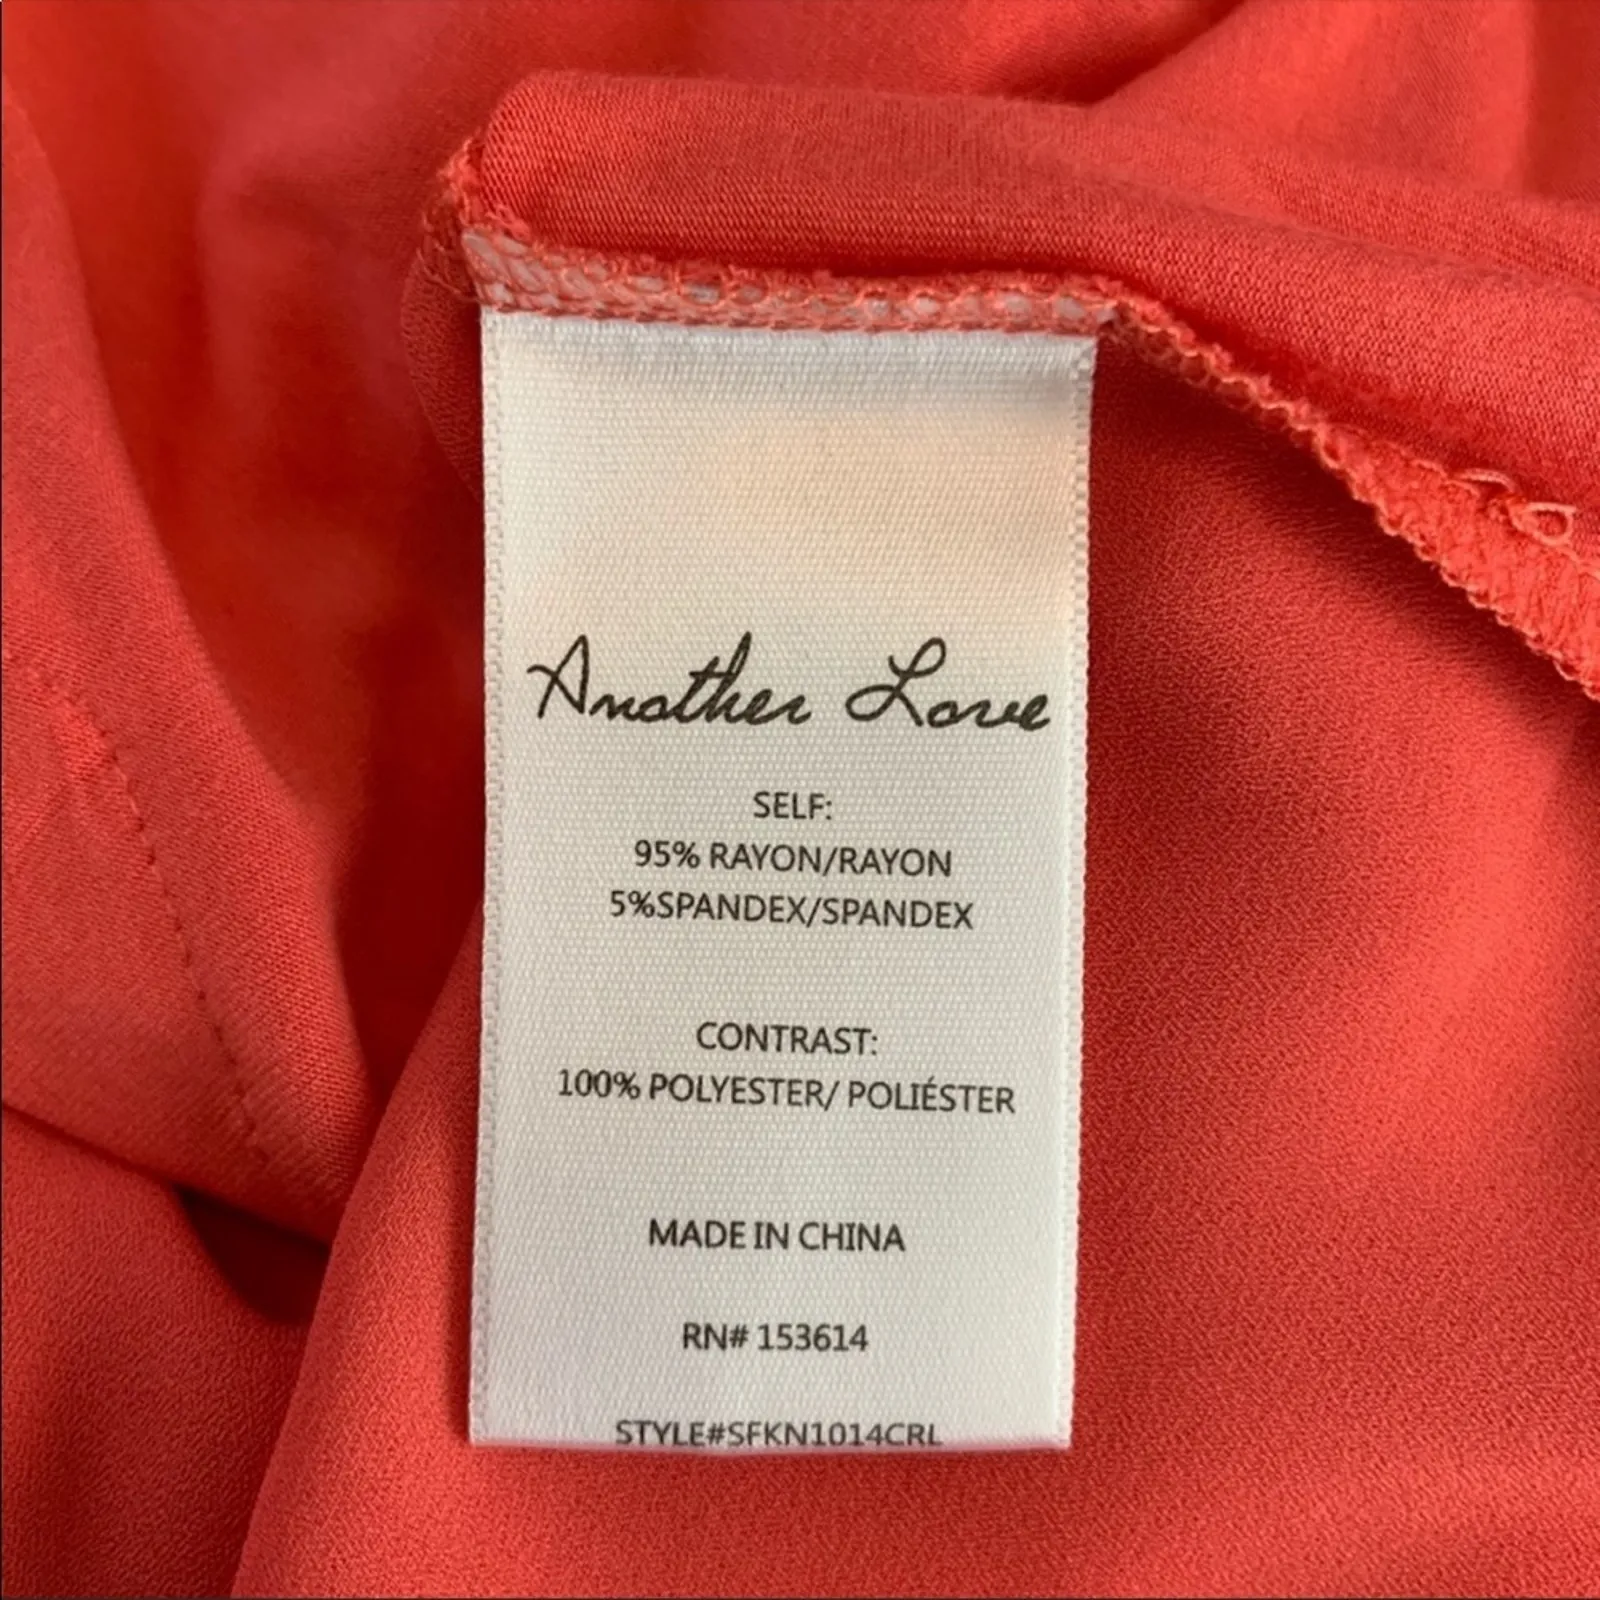 Another Love
SELF:
95% RAYON/RAYON
5%SPANDEX/SPANDEX
CONTRAST:
100% POLYESTER/ POLIÉSTER
MADE IN CHINA
RN# 153614
STYLE#SFKN1014CRL